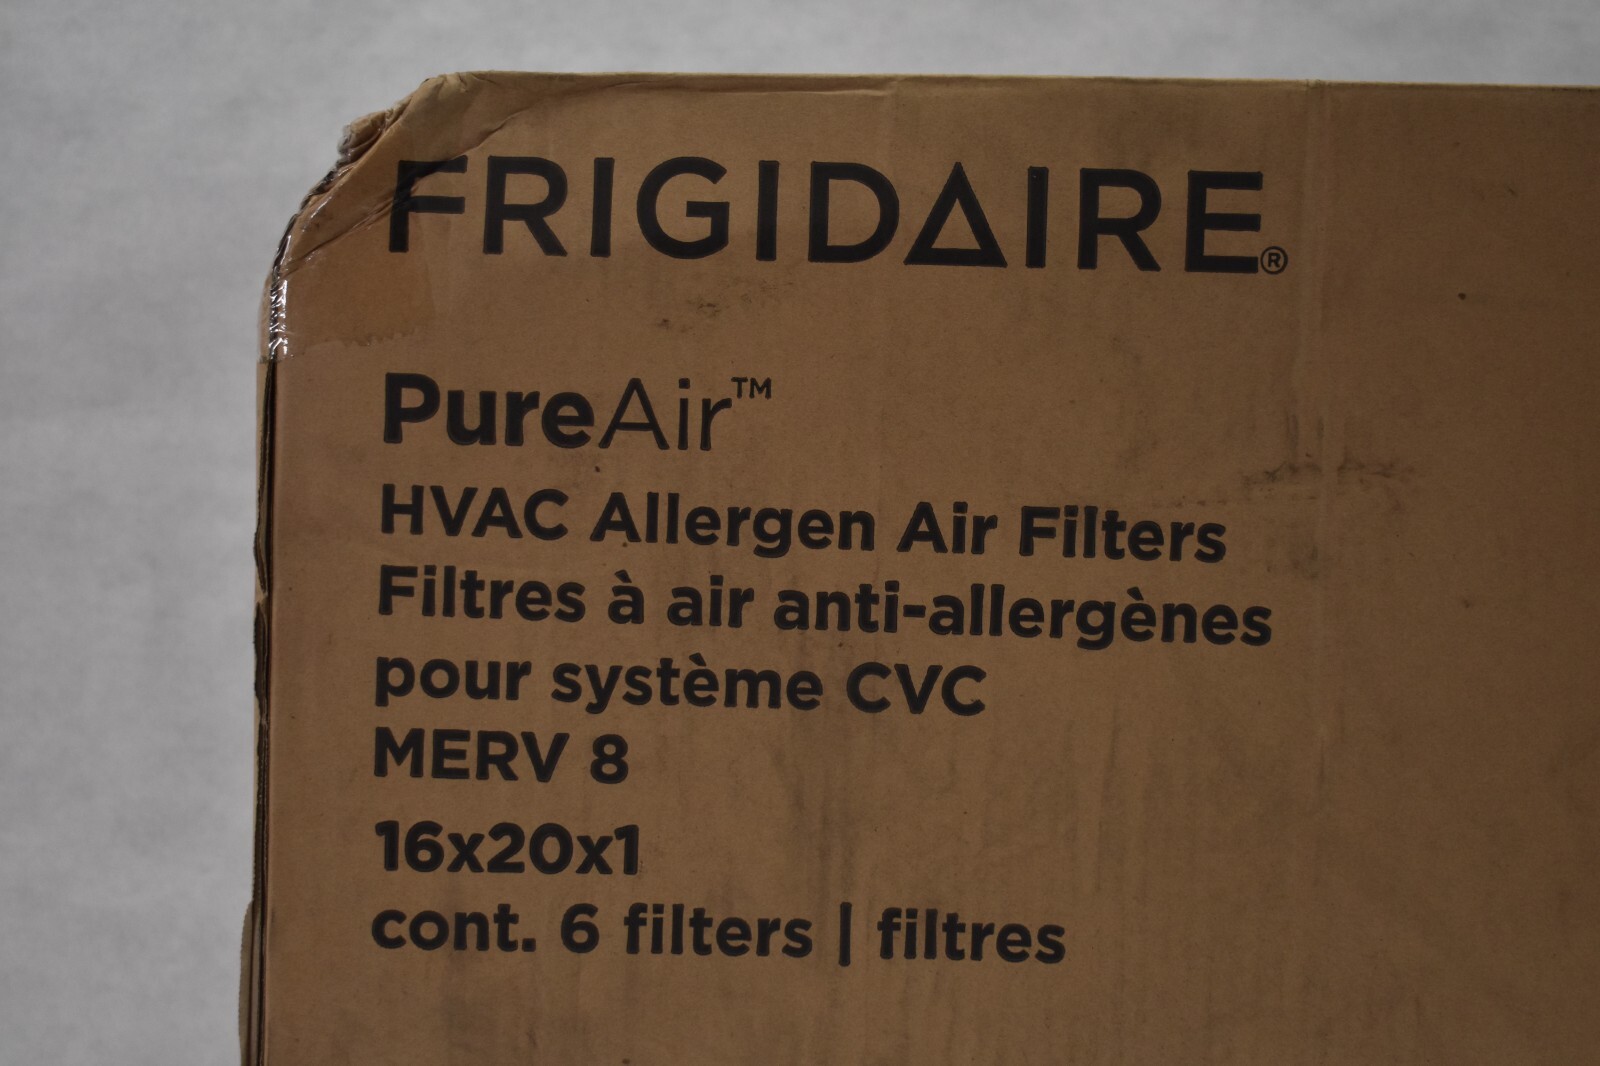 FRIGIDAIRE®
PureAir™
HVAC Allergen Air Filters
Filtres à air anti-allergènes
pour système CVC
MERV 8
16x20x1
cont. 6 filters | filtres